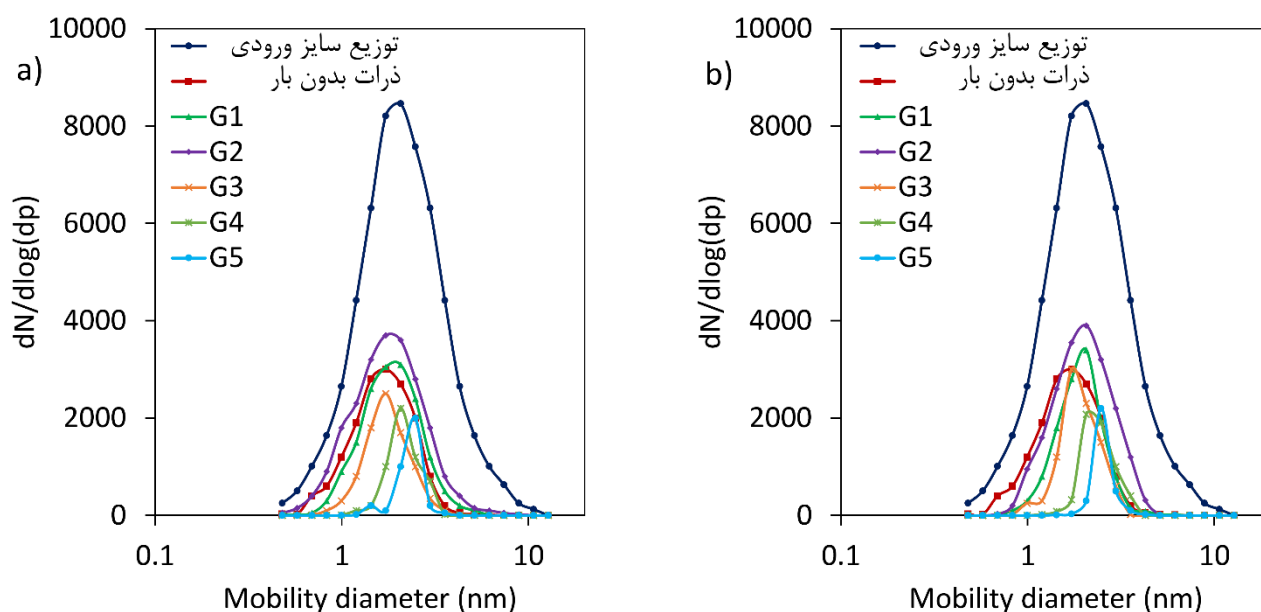 a)
dN/dlog(dp)
10000
8000
6000
4000
2000
0
توزیع سایز ورودی
ذرات بدون بار
G1
G2
G3
G4
G5
0.1
1
10
Mobility diameter (nm)
b)
dN/dlog(dp)
10000
8000
6000
4000
2000
0
توزیع سایز ورودی
ذرات بدون بار
G1
G2
G3
G4
G5
0.1
1
10
Mobility diameter (nm)